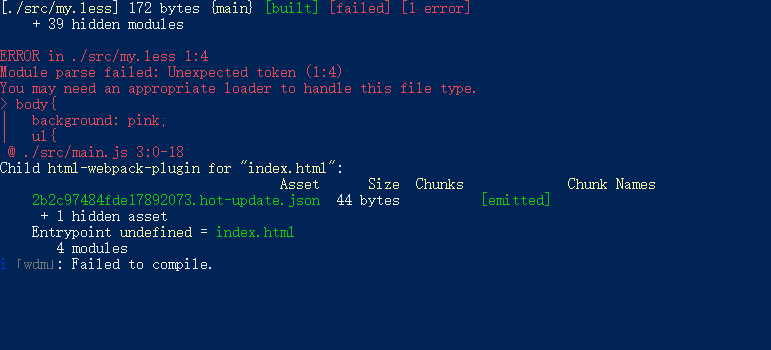 [./src/my.less] 172 bytes {main} [built] [failed] [1 error]
    + 39 hidden modules
ERROR in ./src/my.less 1:4
Module parse failed: Unexpected token (1:4)
You may need an appropriate loader to handle this file type.
> body{
|   background: pink;
|   ul{
 @ ./src/main.js 3:0-18
Child html-webpack-plugin for "index.html":
                                   Asset      Size  Chunks             Chunk Names
    2b2c97484fde17892073.hot-update.json  44 bytes          [emitted]
     + 1 hidden asset
    Entrypoint undefined = index.html
       4 modules
i 「wdm」: Failed to compile.